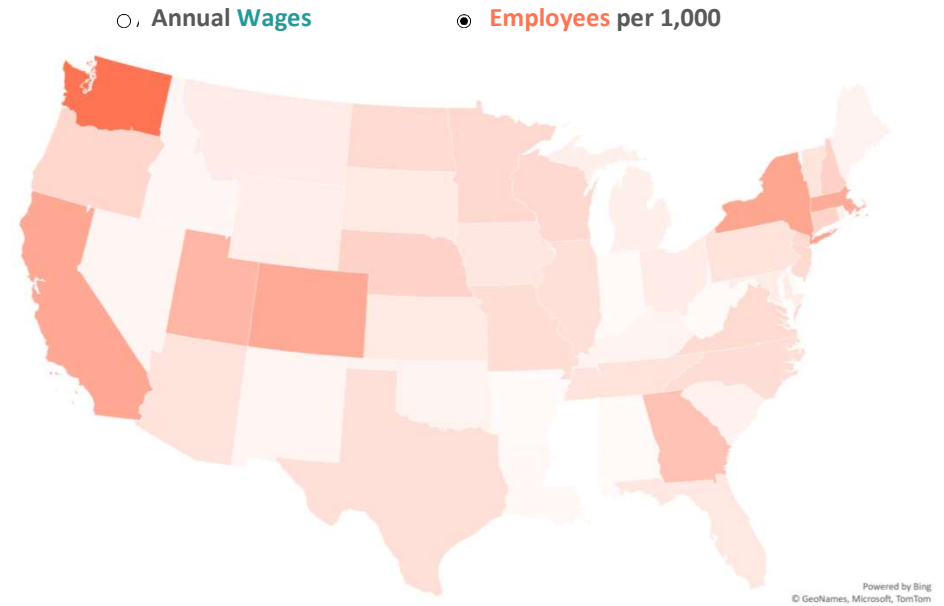 Annual Wages
Employees per 1,000
Powered by Bing
© GeoNames, Microsoft, TomTom